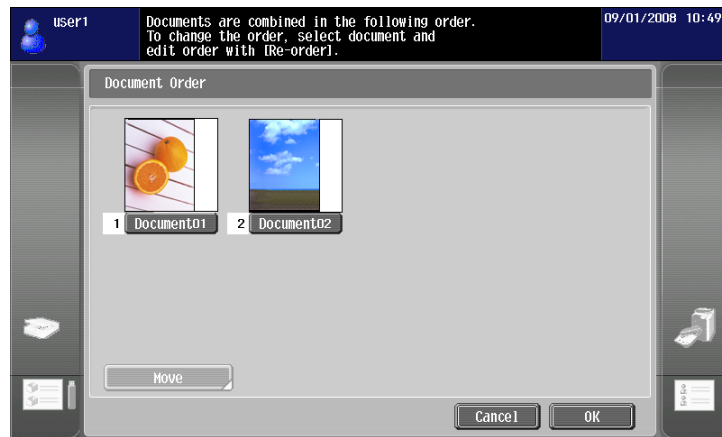 user1
Documents are combined in the following order.
To change the order, select document and
edit order with [Re-order].
09/01/2008 10:49
Document Order
1 Document01 2 Document02
Move
Cancel OK